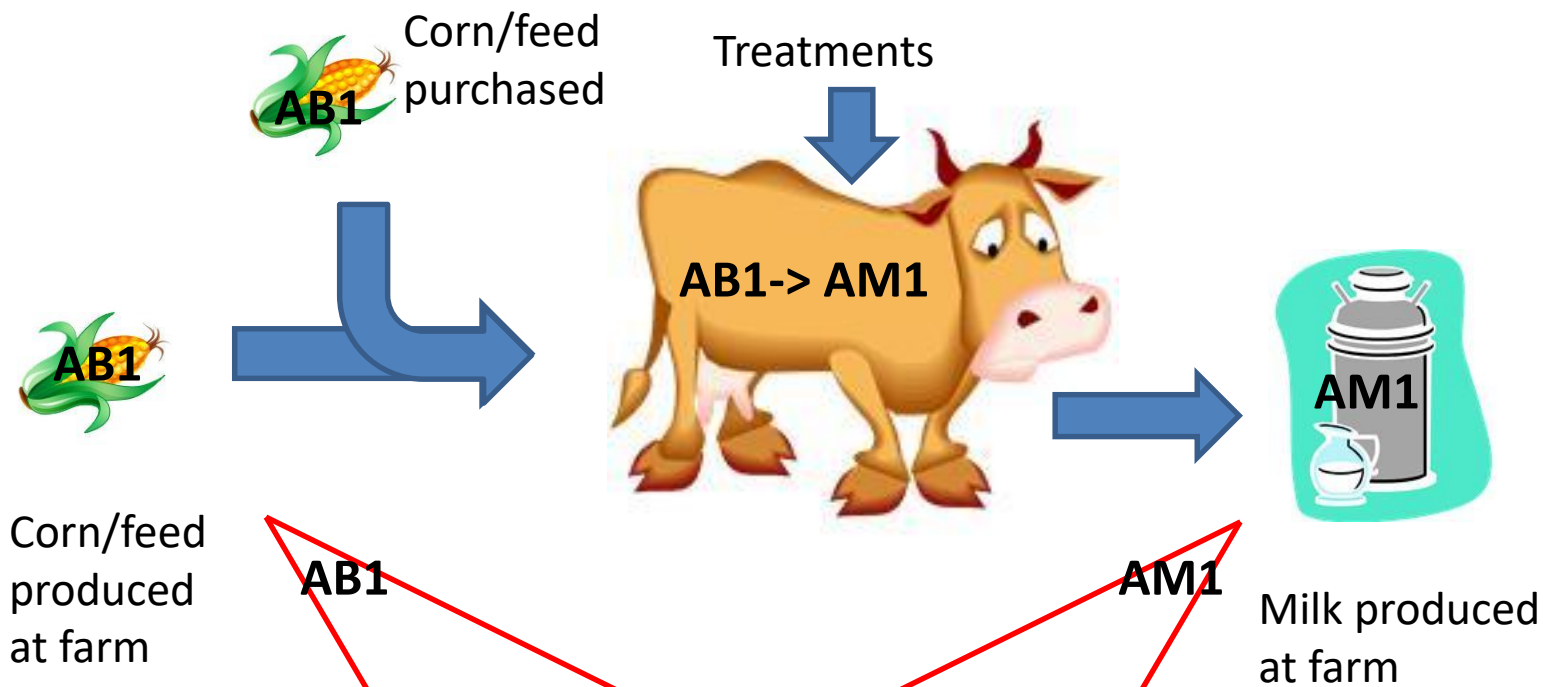 Corn/feed
purchased
AB1
Treatments
AB1-> AM1
AB1
AM1
Corn/feed
produced
at farm
AB1
AM1
Milk produced
at farm